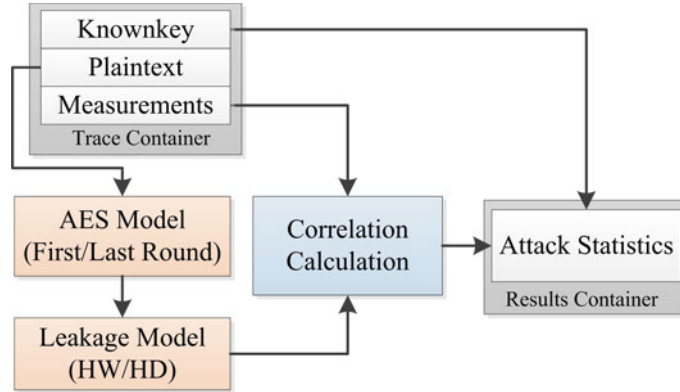 Knownkey
Plaintext
Measurements
Trace Container
AES Model
(First/Last Round)
Leakage Model
(HW/HD)
Correlation
Calculation
Attack Statistics
Results Container